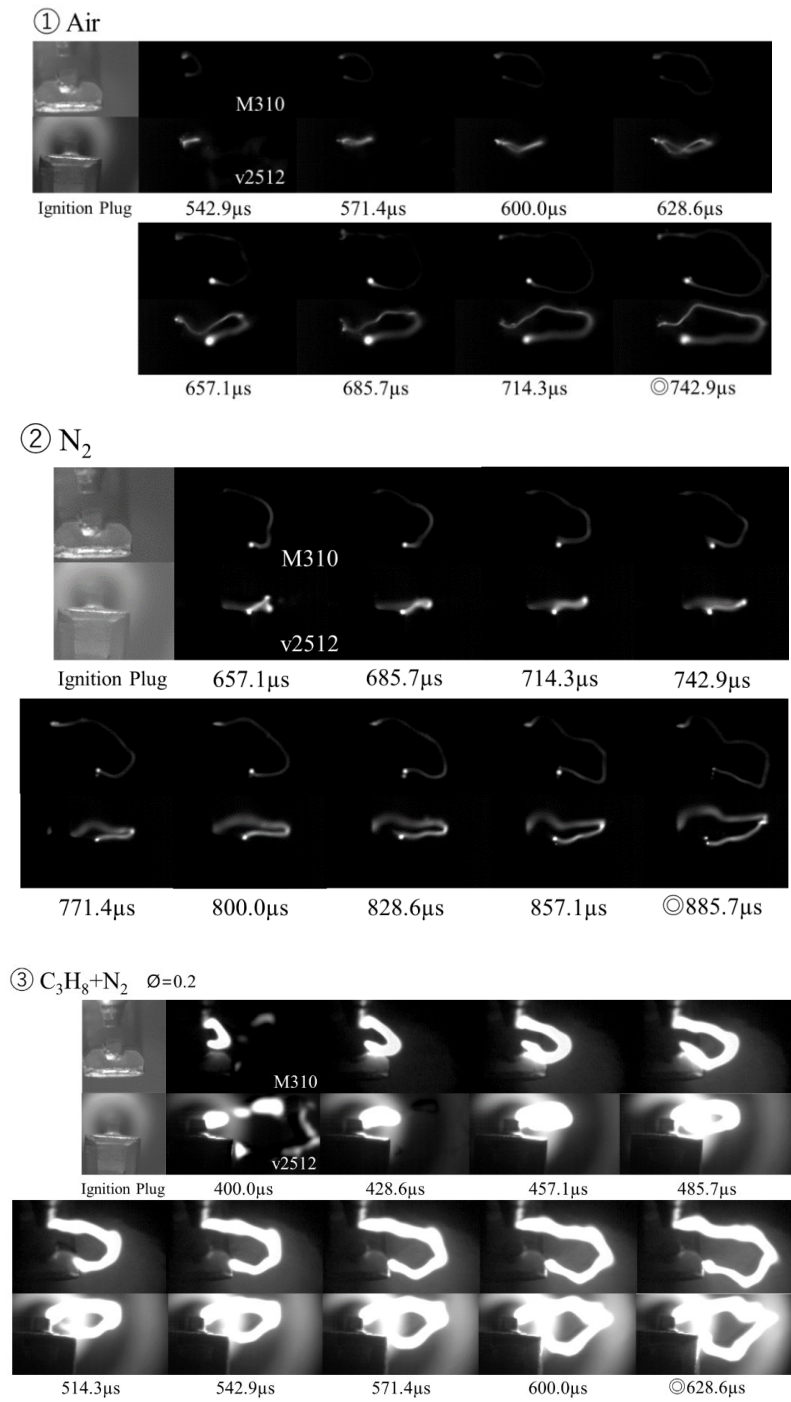 ① Air
M310
v2512
Ignition Plug 542.9µs 571.4µs 600.0µs 628.6µs
657.1µs 685.7µs 714.3µs ◎742.9µs
② N₂
M310
v2512
Ignition Plug 657.1µs 685.7µs 714.3µs 742.9µs
771.4µs 800.0µs 828.6µs 857.1µs ◎885.7µs
③ C₃H₈+N₂ Ø=0.2
M310
v2512
Ignition Plug 400.0µs 428.6µs 457.1µs 485.7µs
514.3µs 542.9µs 571.4µs 600.0µs ◎628.6µs